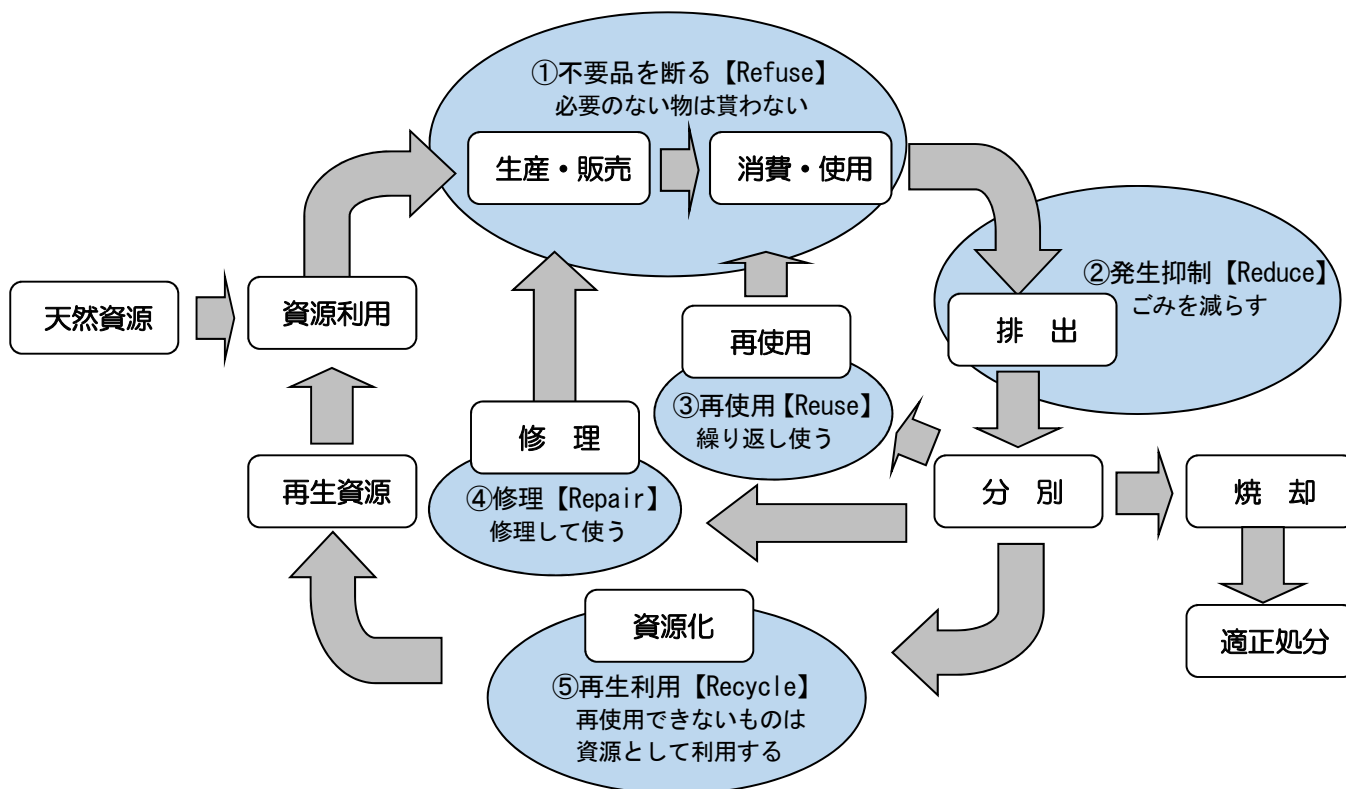 ①不要品を断る【Refuse】
必要のない物は貰わない
生産・販売
消費・使用
②発生抑制【Reduce】
ごみを減らす
天然資源
資源利用
再使用
排　出
③再使用【Reuse】
繰り返し使う
修　理
再生資源
④修理【Repair】
修理して使う
分　別
焼　却
資源化
適正処分
⑤再生利用【Recycle】
再使用できないものは
資源として利用する